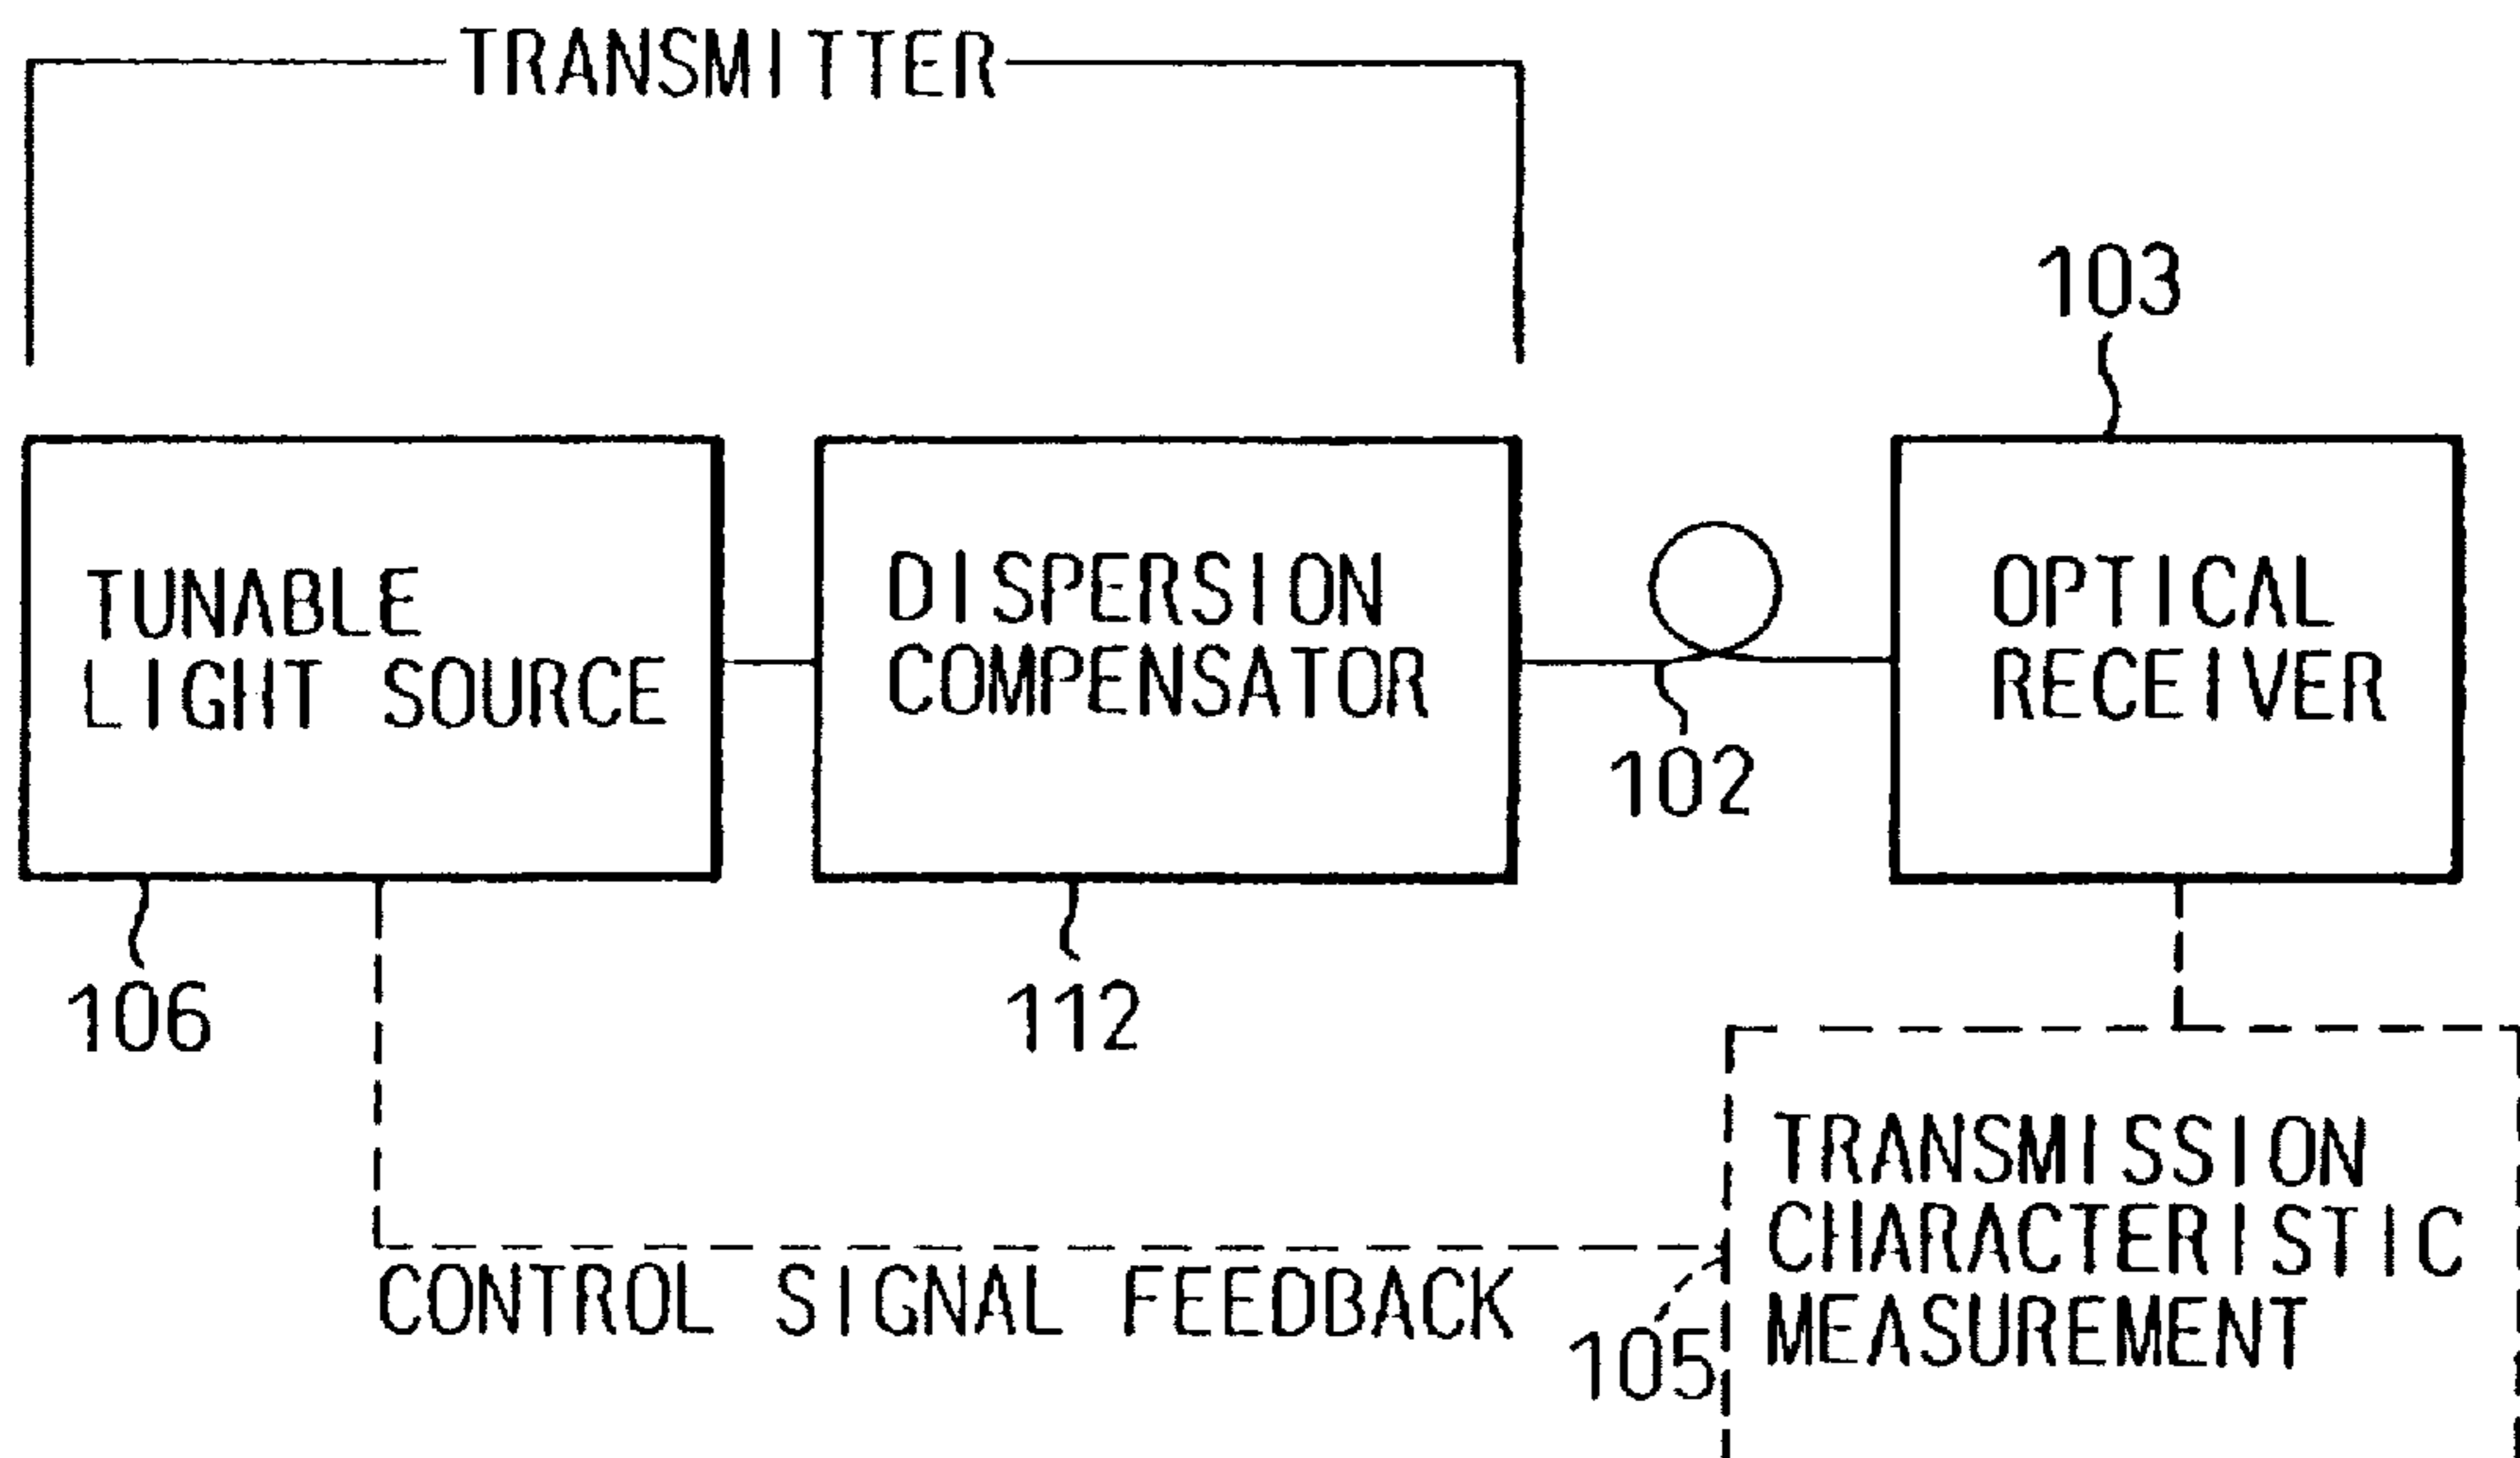 TRANSMITTER
103
TUNABLE
LIGHT SOURCE
DISPERSION
COMPENSATOR
OPTICAL
RECEIVER
102
106
112
TRANSMISSION
CHARACTERISTIC
MEASUREMENT
CONTROL SIGNAL FEEDBACK
105